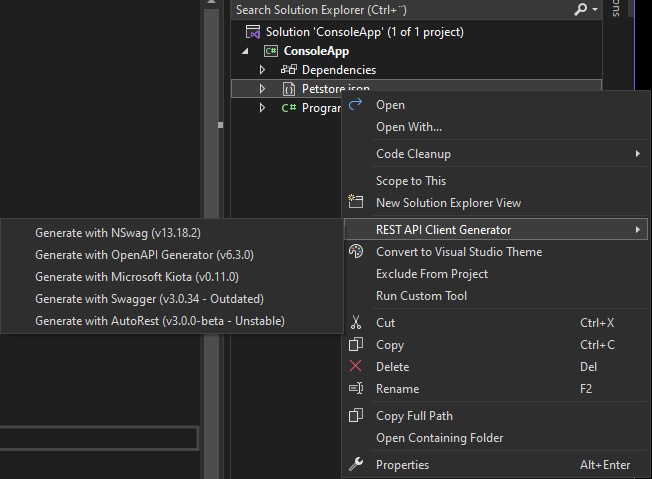 Search Solution Explorer (Ctrl+¨)
Solution 'ConsoleApp' (1 of 1 project)
C# ConsoleApp
Dependencies
Petstore.json
C# Program
Open
Open With...
Code Cleanup
Scope to This
New Solution Explorer View
REST API Client Generator
Generate with NSwag (v13.18.2)
Generate with OpenAPI Generator (v6.3.0)
Generate with Microsoft Kiota (v0.11.0)
Generate with Swagger (v3.0.34 - Outdated)
Generate with AutoRest (v3.0.0-beta - Unstable)
Convert to Visual Studio Theme
Exclude From Project
Run Custom Tool
Cut Ctrl+X
Copy Ctrl+C
Delete Del
Rename F2
Copy Full Path
Open Containing Folder
Properties Alt+Enter